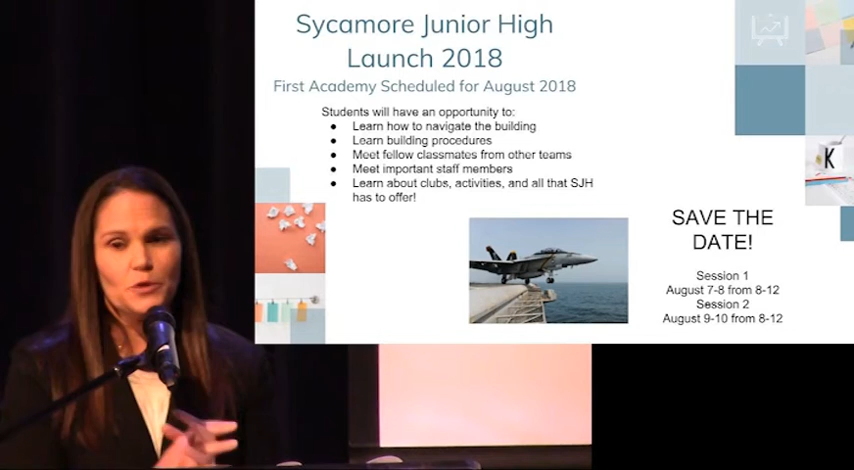 Sycamore Junior High
Launch 2018
First Academy Scheduled for August 2018
Students will have an opportunity to:
● Learn how to navigate the building
● Learn building procedures
● Meet fellow classmates from other teams
● Meet important staff members
● Learn about clubs, activities, and all that SJH
has to offer!
K
SAVE THE
DATE!
Session 1
August 7-8 from 8-12
Session 2
August 9-10 from 8-12